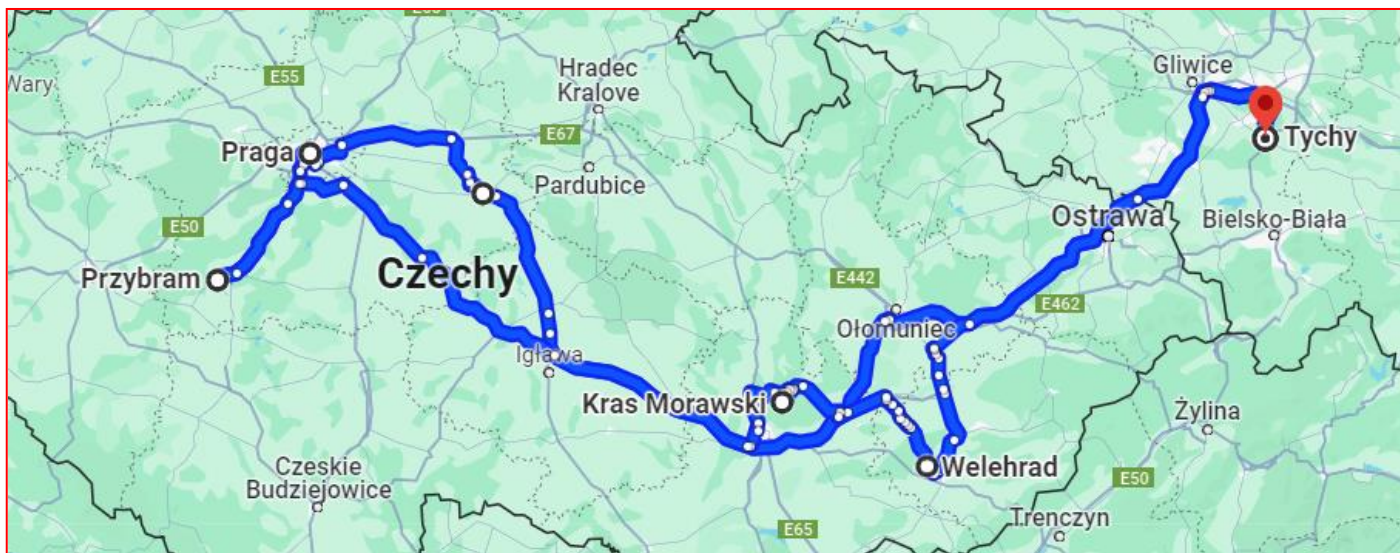 Wary
E55
Hradec
Kralove
E67
Gliwice
Tychy
Praga
Pardubice
E50
Przybram
Czechy
Ostrawa
Bielsko-Biała
E442
Ołomuniec
E462
Igława
Kras Morawski
Żylina
Czeskie
Budziejowice
Welehrad
E50
Trenczyn
E65